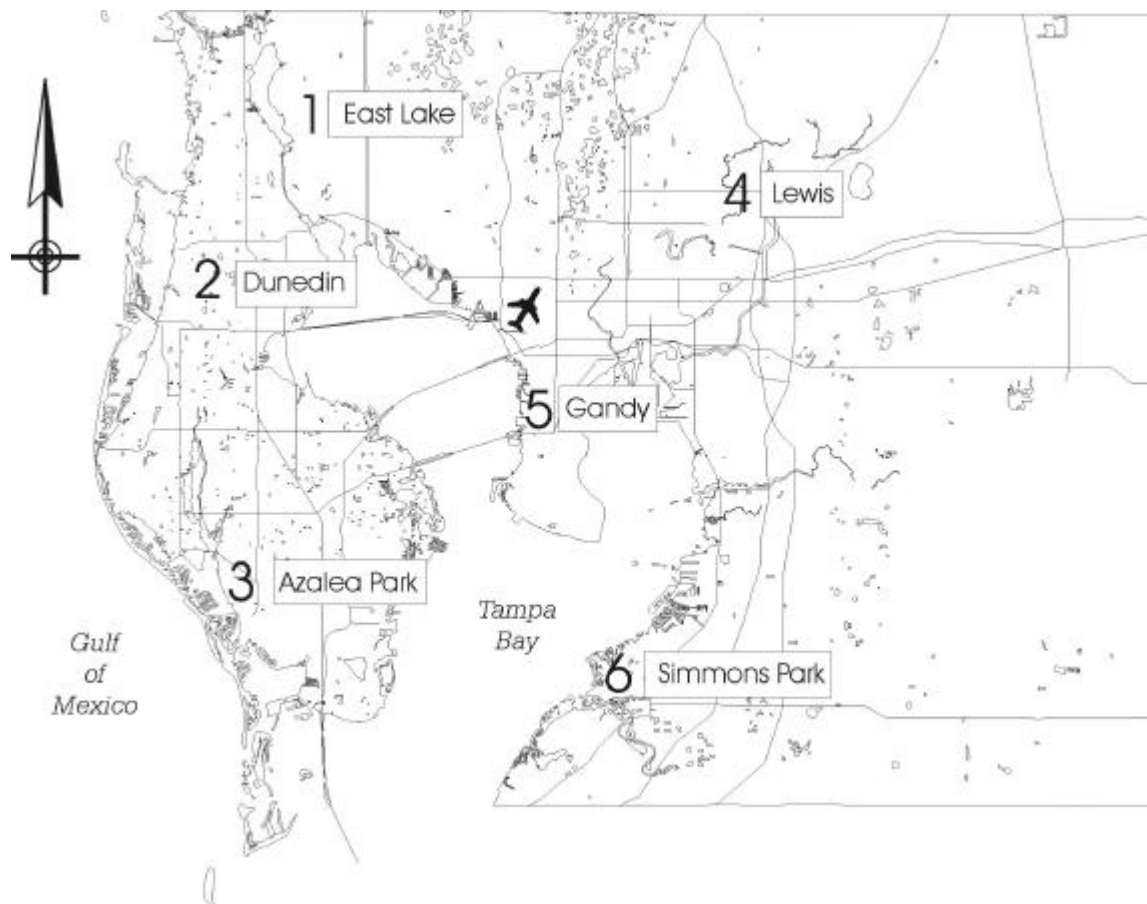 1 East Lake
4 Lewis
2 Dunedin
5 Gandy
3 Azalea Park
Tampa
Bay
Gulf
of
Mexico
6 Simmons Park